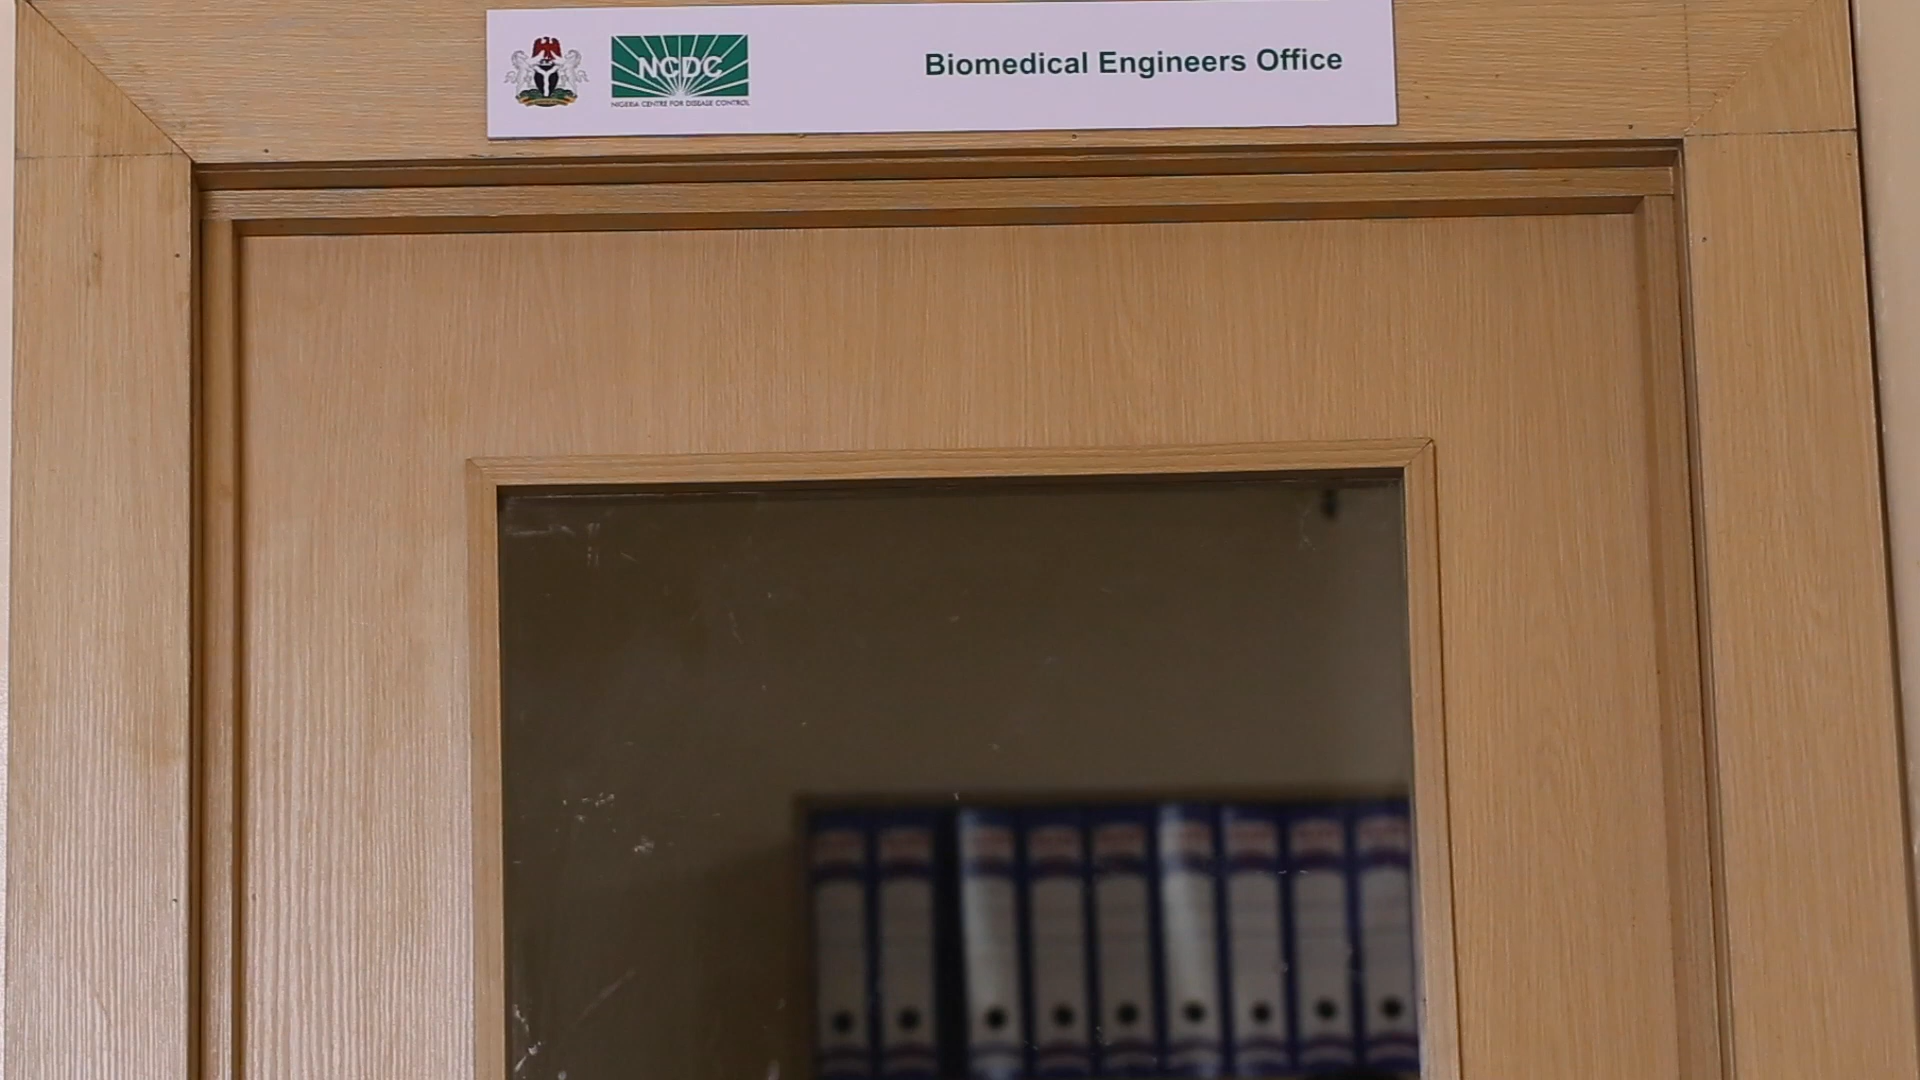 NCDC
NIGERIA CENTRE FOR DISEASE CONTROL
Biomedical Engineers Office